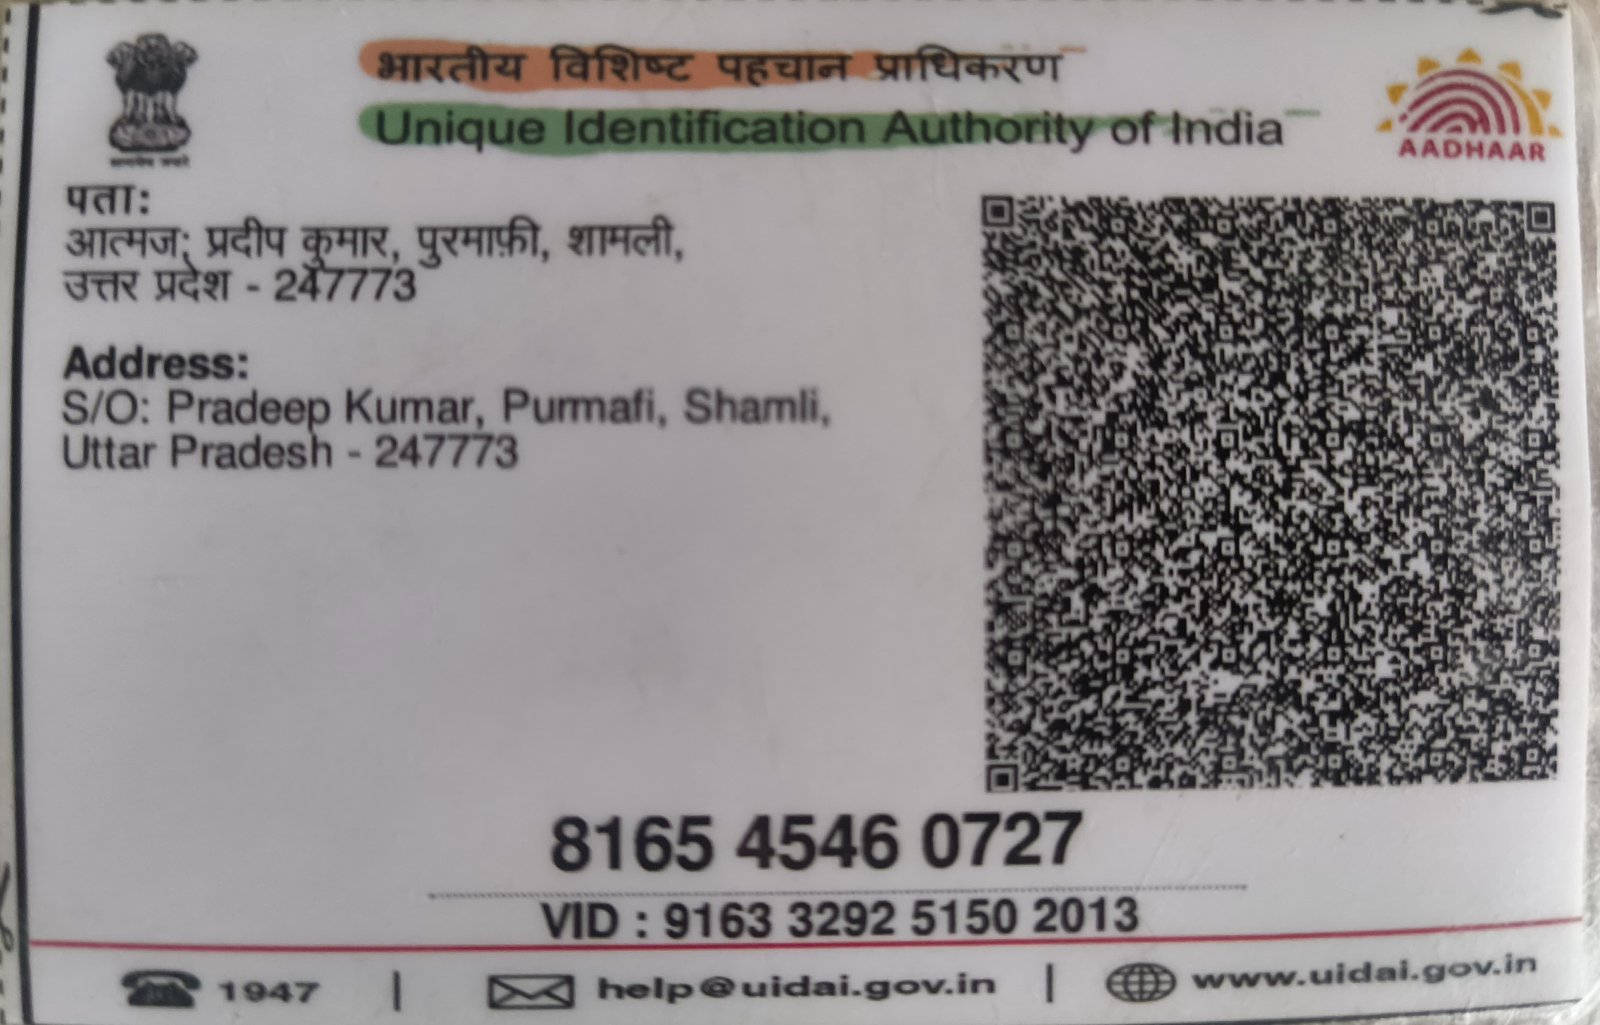 भारतीय विशिष्ट पहचान प्राधिकरण
Unique Identification Authority of India
AADHAAR
पता:
आत्मज: प्रदीप कुमार, पुरमाफ़ी, शामली,
उत्तर प्रदेश - 247773
Address:
S/O: Pradeep Kumar, Purmafi, Shamli,
Uttar Pradesh - 247773
8165 4546 0727
VID : 9163 3292 5150 2013
1947 | help@uidai.gov.in | www.uidai.gov.in